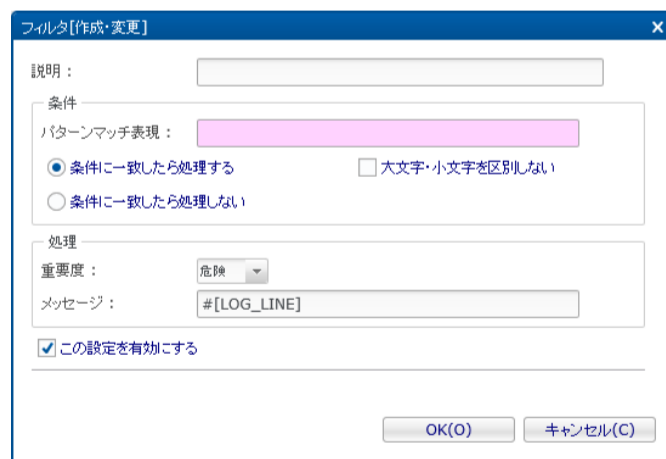 フィルタ[作成・変更]
説明：
条件
パターンマッチ表現：
条件に一致したら処理する 大文字・小文字を区別しない
条件に一致したら処理しない
処理
重要度： 危険
メッセージ： #[LOG_LINE]
この設定を有効にする
OK(O) キャンセル(C)